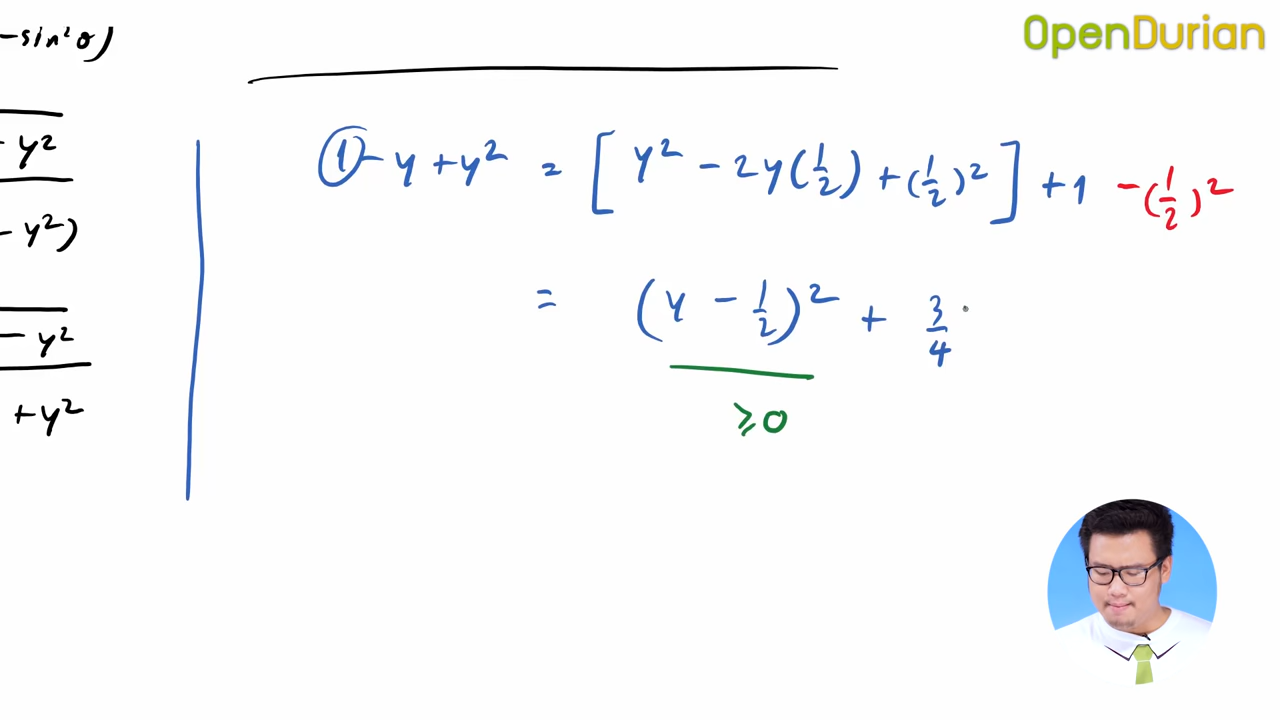 OpenDurian
-sin²θ)
y²
- y²)
- y²
+y²
① - y + y² = [ y² - 2y(1/2) + (1/2)² ] + 1 - (1/2)²
= (y - 1/2)² + 3/4
≥0